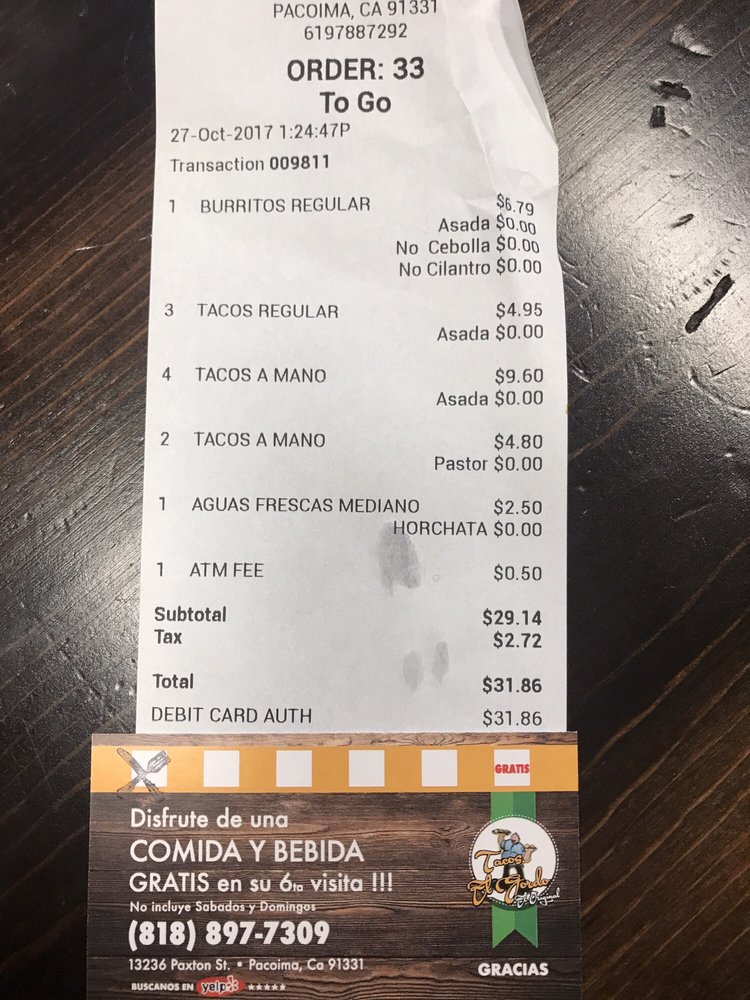 PACOIMA, CA 91331
6197887292
ORDER: 33
To Go
27-Oct-2017 1:24:47P
Transaction 009811
1 BURRITOS REGULAR $6.79
Asada $0.00
No Cebolla $0.00
No Cilantro $0.00
3 TACOS REGULAR $4.95
Asada $0.00
4 TACOS A MANO $9.60
Asada $0.00
2 TACOS A MANO $4.80
Pastor $0.00
1 AGUAS FRESCAS MEDIANO $2.50
HORCHATA $0.00
1 ATM FEE $0.50
Subtotal $29.14
Tax $2.72
Total $31.86
DEBIT CARD AUTH $31.86
GRATIS
Disfrute de una
COMIDA Y BEBIDA
GRATIS en su 6ta visita !!!
No incluye Sabados y Domingos
(818) 897-7309
13236 Paxton St. • Pacoima, Ca 91331
BUSCANOS EN yelp ★★★★★
Tacos
El Gordo
El Original
GRACIAS